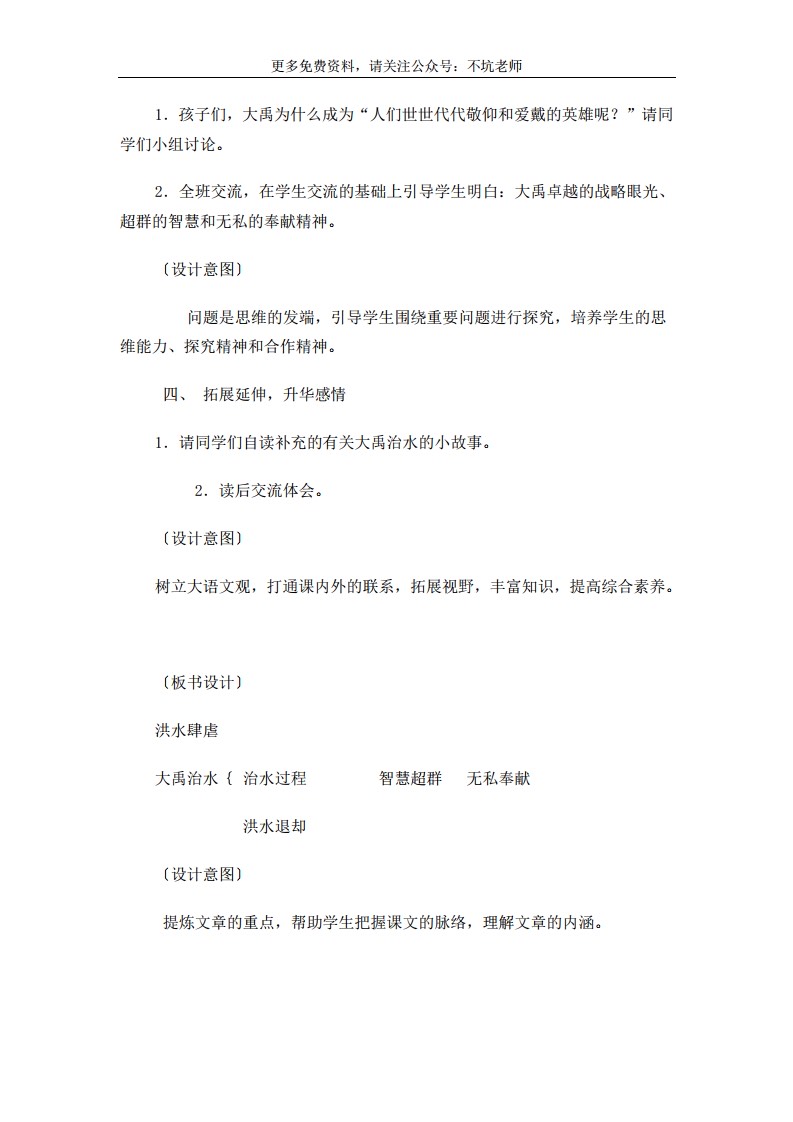 更多免费资料，请关注公众号：不坑老师
1．孩子们，大禹为什么成为“人们世世代代敬仰和爱戴的英雄呢？”请同
学们小组讨论。
2．全班交流，在学生交流的基础上引导学生明白：大禹卓越的战略眼光、
超群的智慧和无私的奉献精神。
〔设计意图〕
问题是思维的发端，引导学生围绕重要问题进行探究，培养学生的思
维能力、探究精神和合作精神。
四、 拓展延伸，升华感情
1．请同学们自读补充的有关大禹治水的小故事。
2．读后交流体会。
〔设计意图〕
树立大语文观，打通课内外的联系，拓展视野，丰富知识，提高综合素养。
〔板书设计〕
洪水肆虐
大禹治水｛ 治水过程 智慧超群 无私奉献
洪水退却
〔设计意图〕
提炼文章的重点，帮助学生把握课文的脉络，理解文章的内涵。